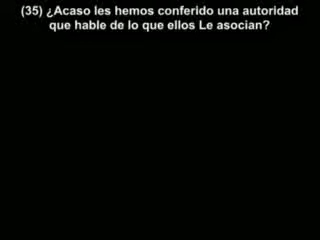 (35) ¿Acaso les hemos conferido una autoridad
que hable de lo que ellos Le asocian?